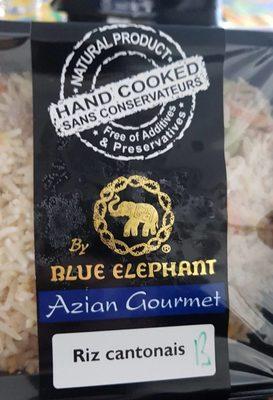 NATURAL PRODUCT
HAND COOKED
SANS CONSERVATEURS
Free of Additives
& Preservatives
By
BLUE ELEPHANT ®
Azian Gourmet
Riz cantonais B